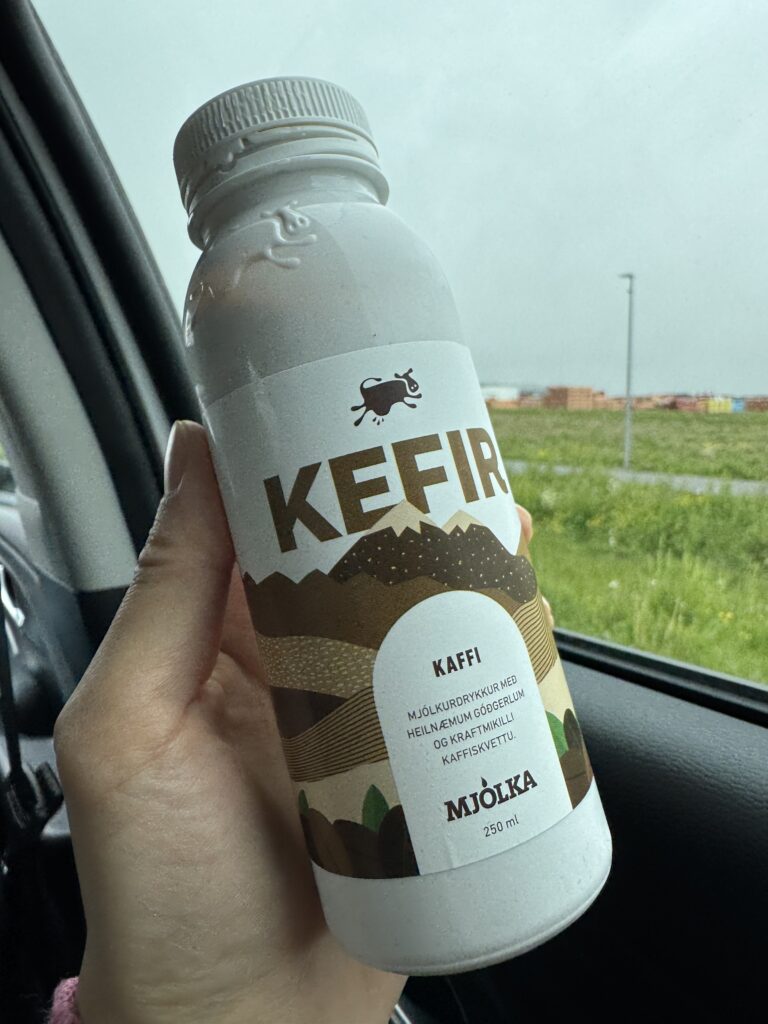 KEFIR
KAFFI
MJÓLKURDRYKKUR MEÐ
HEILNÆMUM GÓÐGERLUM
OG KRAFTMIKILLI
KAFFISKVETTU.
MJÓLKA
250 ml